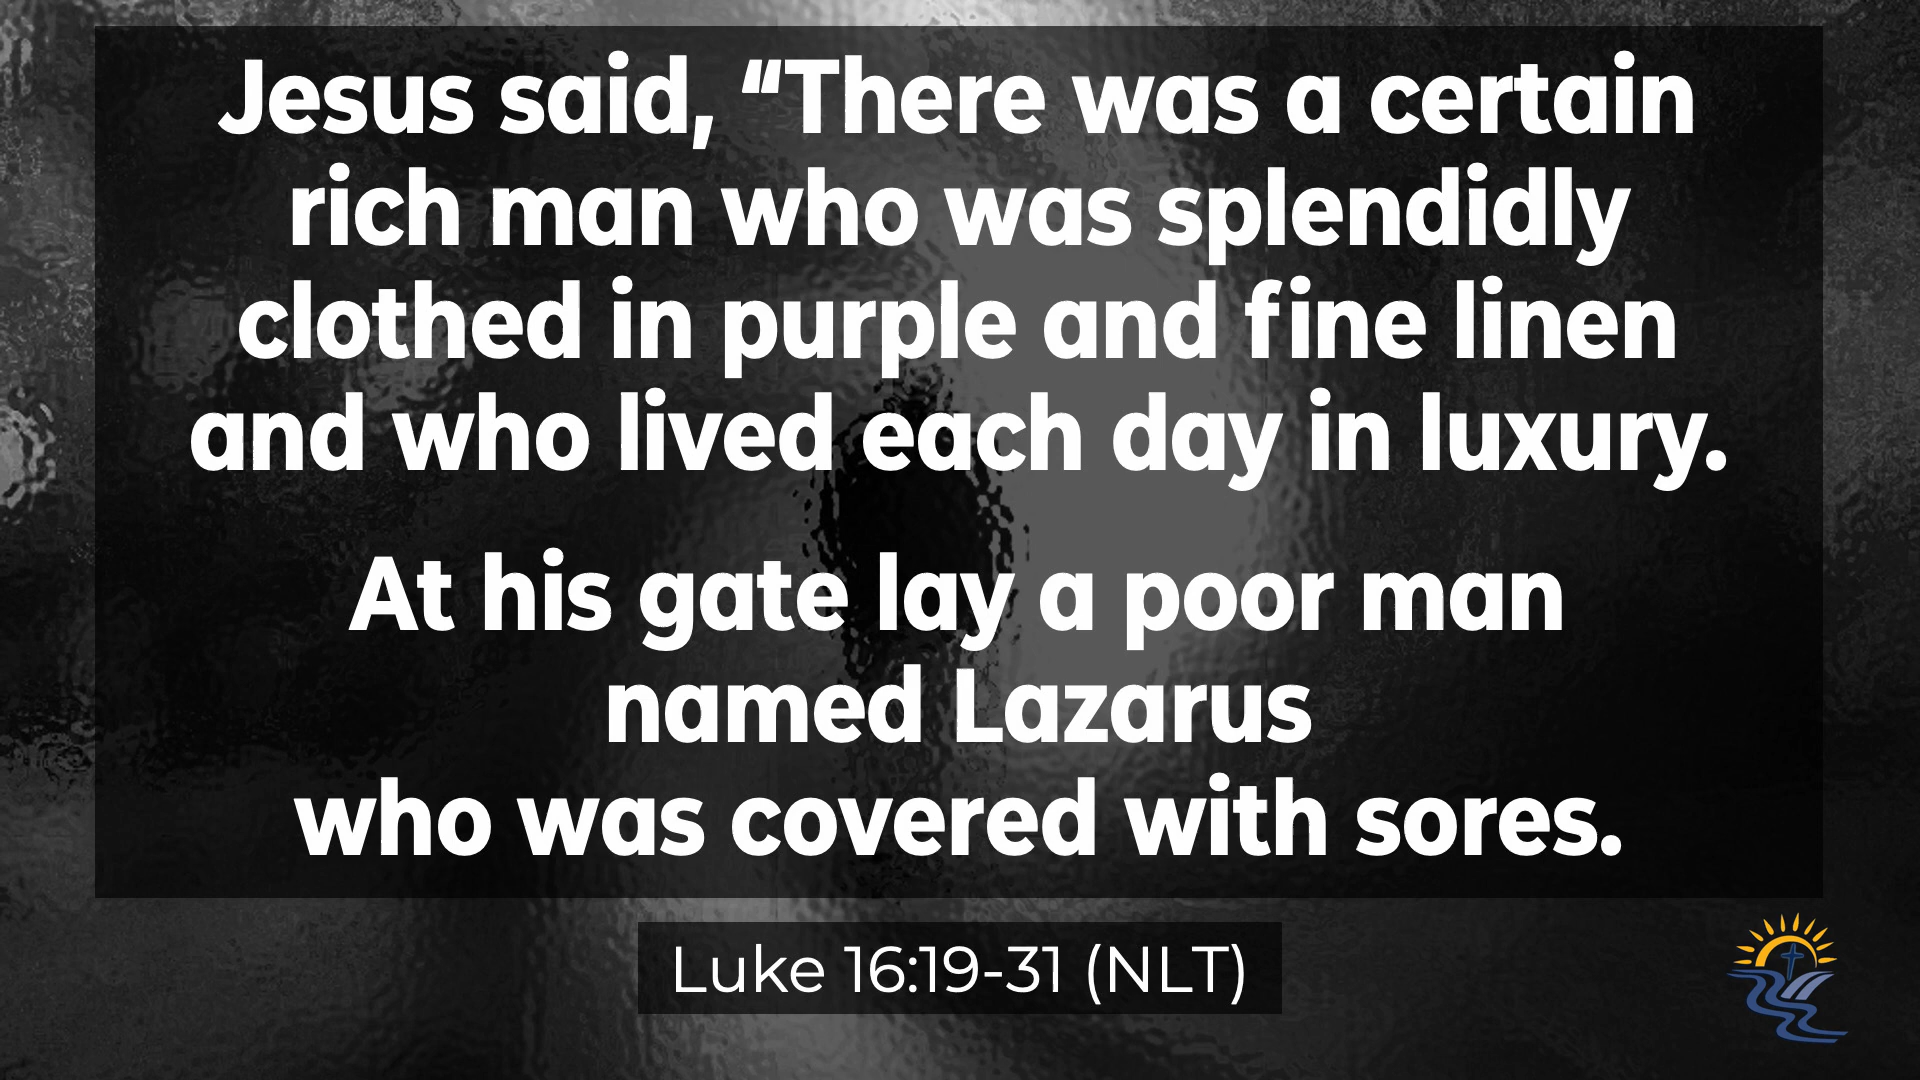 Jesus said, “There was a certain
rich man who was splendidly
clothed in purple and fine linen
and who lived each day in luxury.
At his gate lay a poor man
named Lazarus
who was covered with sores.
Luke 16:19-31 (NLT)